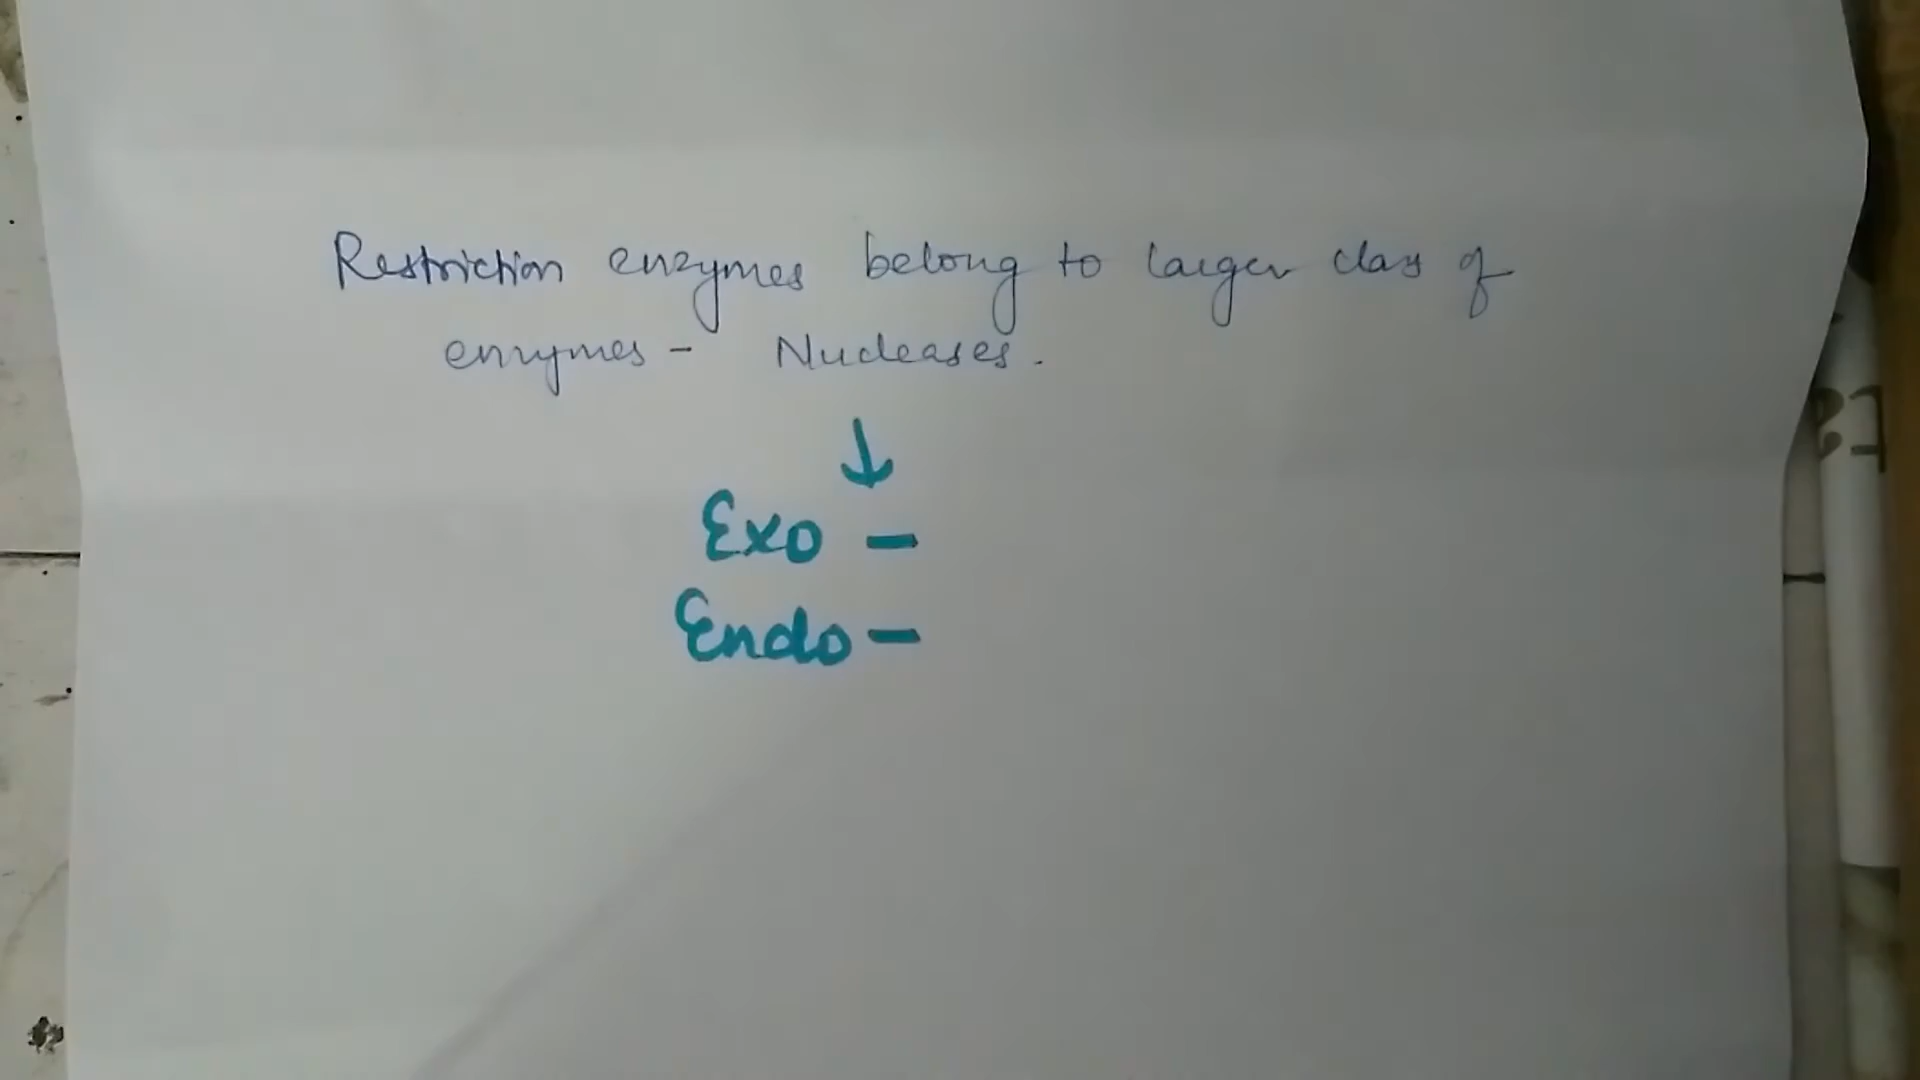 Restriction enzymes belong to larger class of
enzymes - Nucleases.
↓
Exo -
Endo -